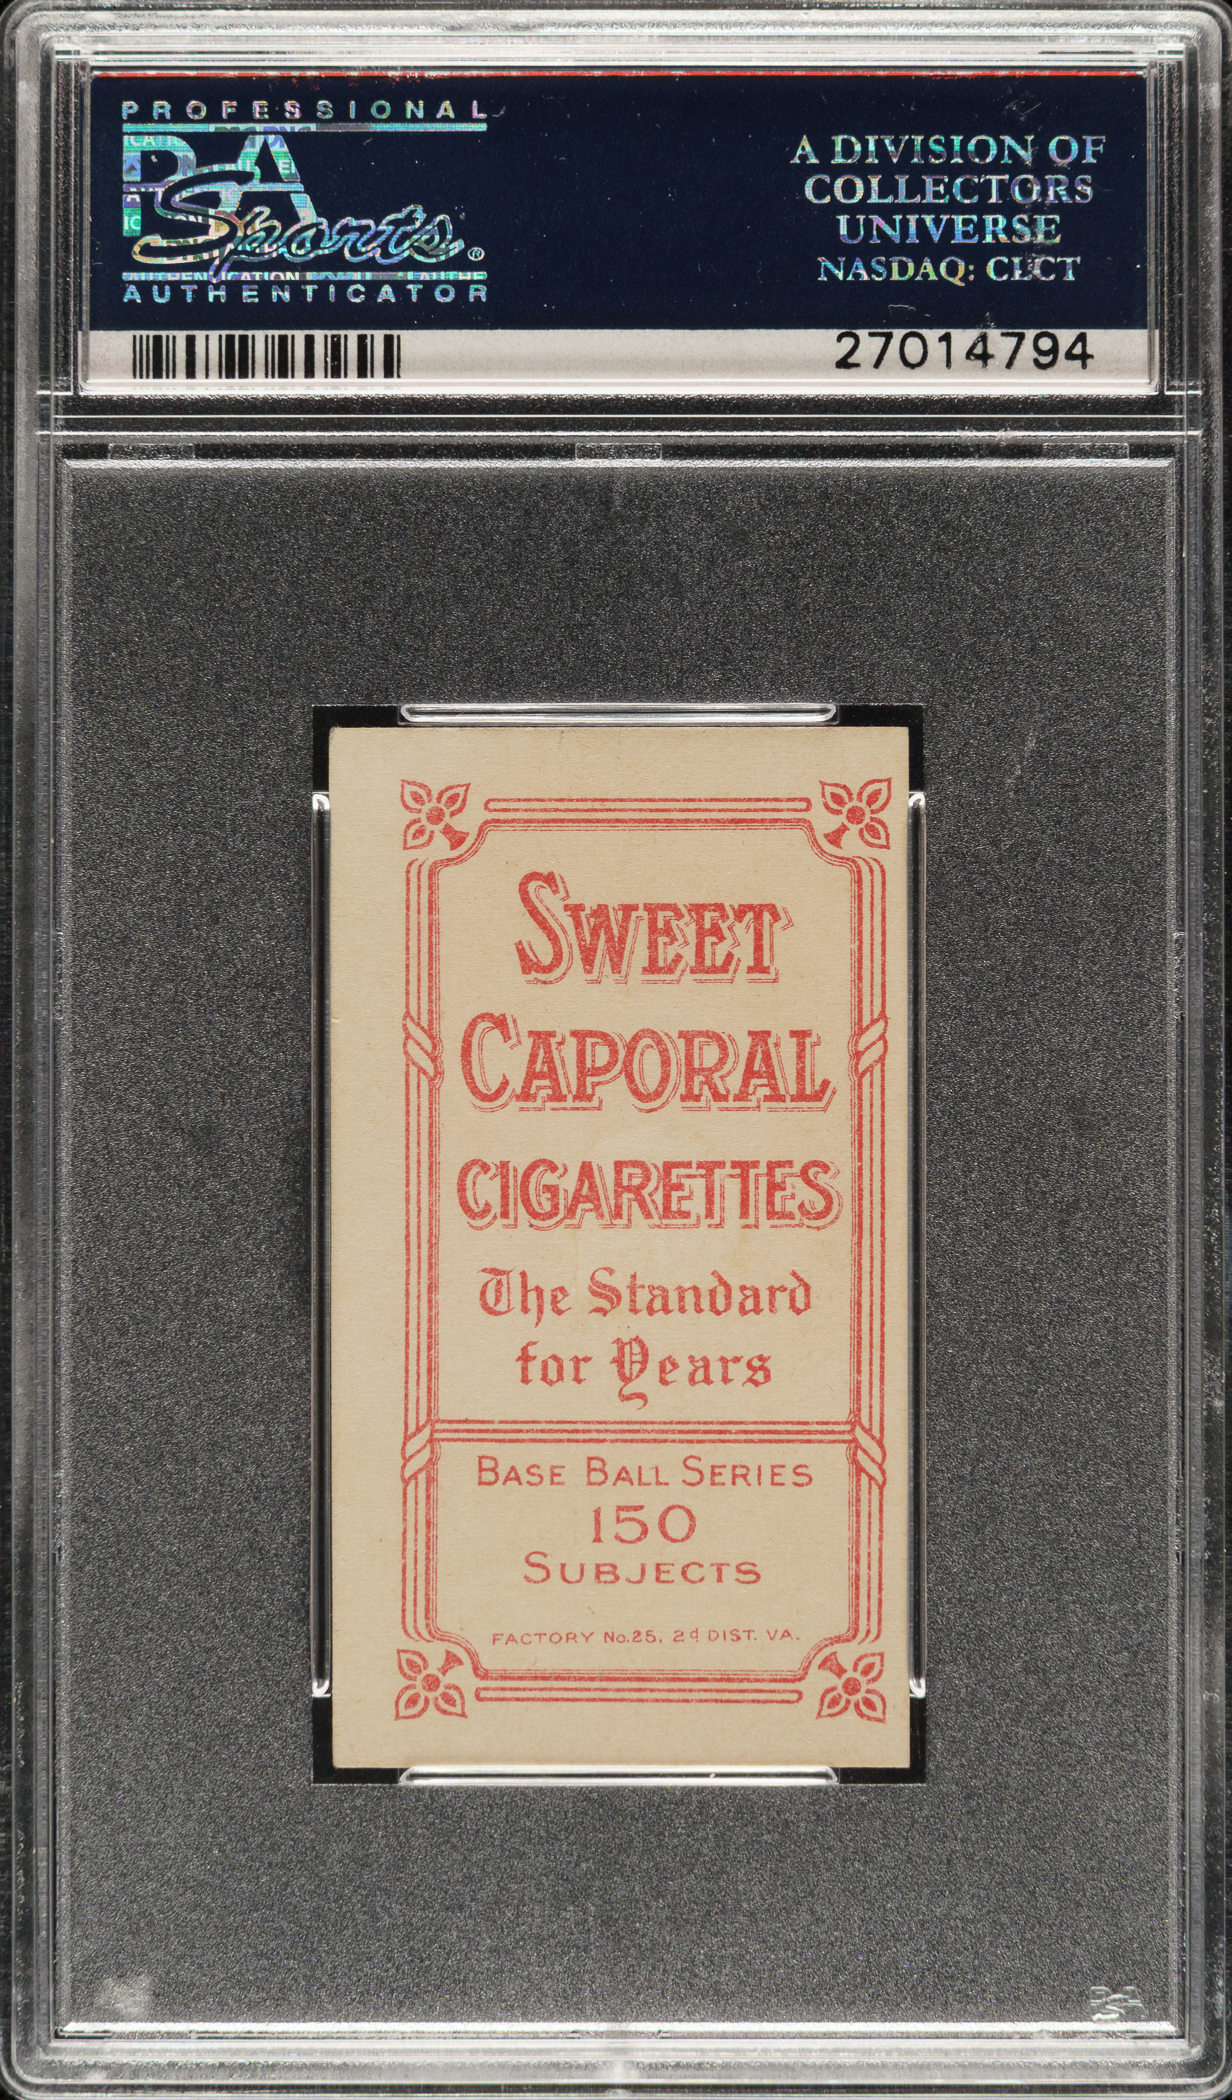 PROFESSIONAL
PSA
Sports®
AUTHENTICATOR
A DIVISION OF
COLLECTORS
UNIVERSE
NASDAQ: CLCT
27014794
SWEET
CAPORAL
CIGARETTES
The Standard
for Years
BASE BALL SERIES
150
SUBJECTS
FACTORY No.25, 2d DIST. VA.